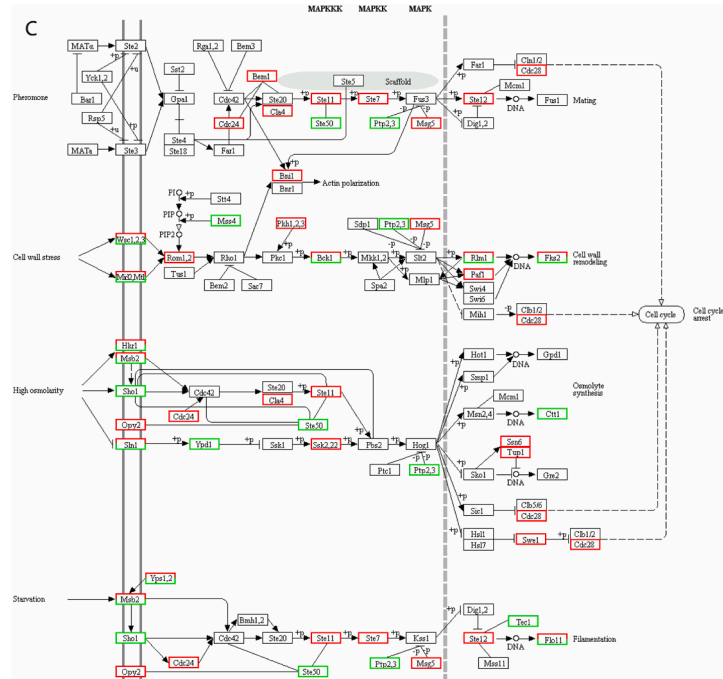 C
MAPKKK MAPKK MAPK
MATα
Ste2
Yck1,2
Bar1
Rsp5
MATa
Ste3
Pheromone
+p
+u
+u
+p
Sst2
Gpa1
Ste4
Ste18
Rga1,2
Bem3
Cdc42
Cdc24
Far1
Bem1
Ste20
Cla4
Ste5
Scaffold
+p
Ste11
+p
Ste7
+p
Fus3
Ste50
Ptp2,3
Msg5
+p
Far1
Cln1/2
Cdc28
+p
Ste12
Mcm1
DNA
Fus1
Mating
+p
Dig1,2
+p
Bni1
Bnr1
Actin polarization
PI
+p
Stt4
PIP
+p
Mss4
PIP2
Cell wall stress
Wsc1,2,3
Rom1,2
Tus1
Rho1
Bem2
Sac7
Pkh1,2,3
+p
Pkc1
+p
Bck1
+p
Mkk1,2
-p
Spa2
+p
Slt2
Mlp1
Sdp1
Ptp2,3
Msg5
-p
-p
-p
Rlm1
Paf1
Swi4
Swi6
DNA
Fks2
Cell wall
remodeling
Mih1
-p
Clb1/2
Cdc28
Cell cycle
Cell cycle
arrest
High osmolarity
Hkr1
Msb2
Sho1
Opy2
Sln1
Cdc42
Cdc24
Ste20
Cla4
+p
Ste11
Ste50
+p
+p
Ypd1
+p
Ssk1
Ssk2,22
+p
Pbs2
+p
Hog1
Ptc1
-p
-p
Ptp2,3
+p
Hot1
Gpd1
DNA
Smp1
Osmolyte
synthesis
Mcm1
Msn2,4
DNA
Ctt1
Ssn6
Tup1
Sko1
DNA
Gre2
Sic1
Clb5/6
Cdc28
+p
Hsl1
Hsl7
Swe1
+p
Clb1/2
Cdc28
Starvation
Yps1,2
Msb2
Sho1
Opy2
Cdc24
Cdc42
Bmh1,2
Ste20
+p
Ste11
+p
Ste7
+p
Kss1
Ste50
Ptp2,3
-p
-p
Msg5
+p
Dig1,2
Tec1
Ste12
DNA
Flo11
Filamentation
Mss11